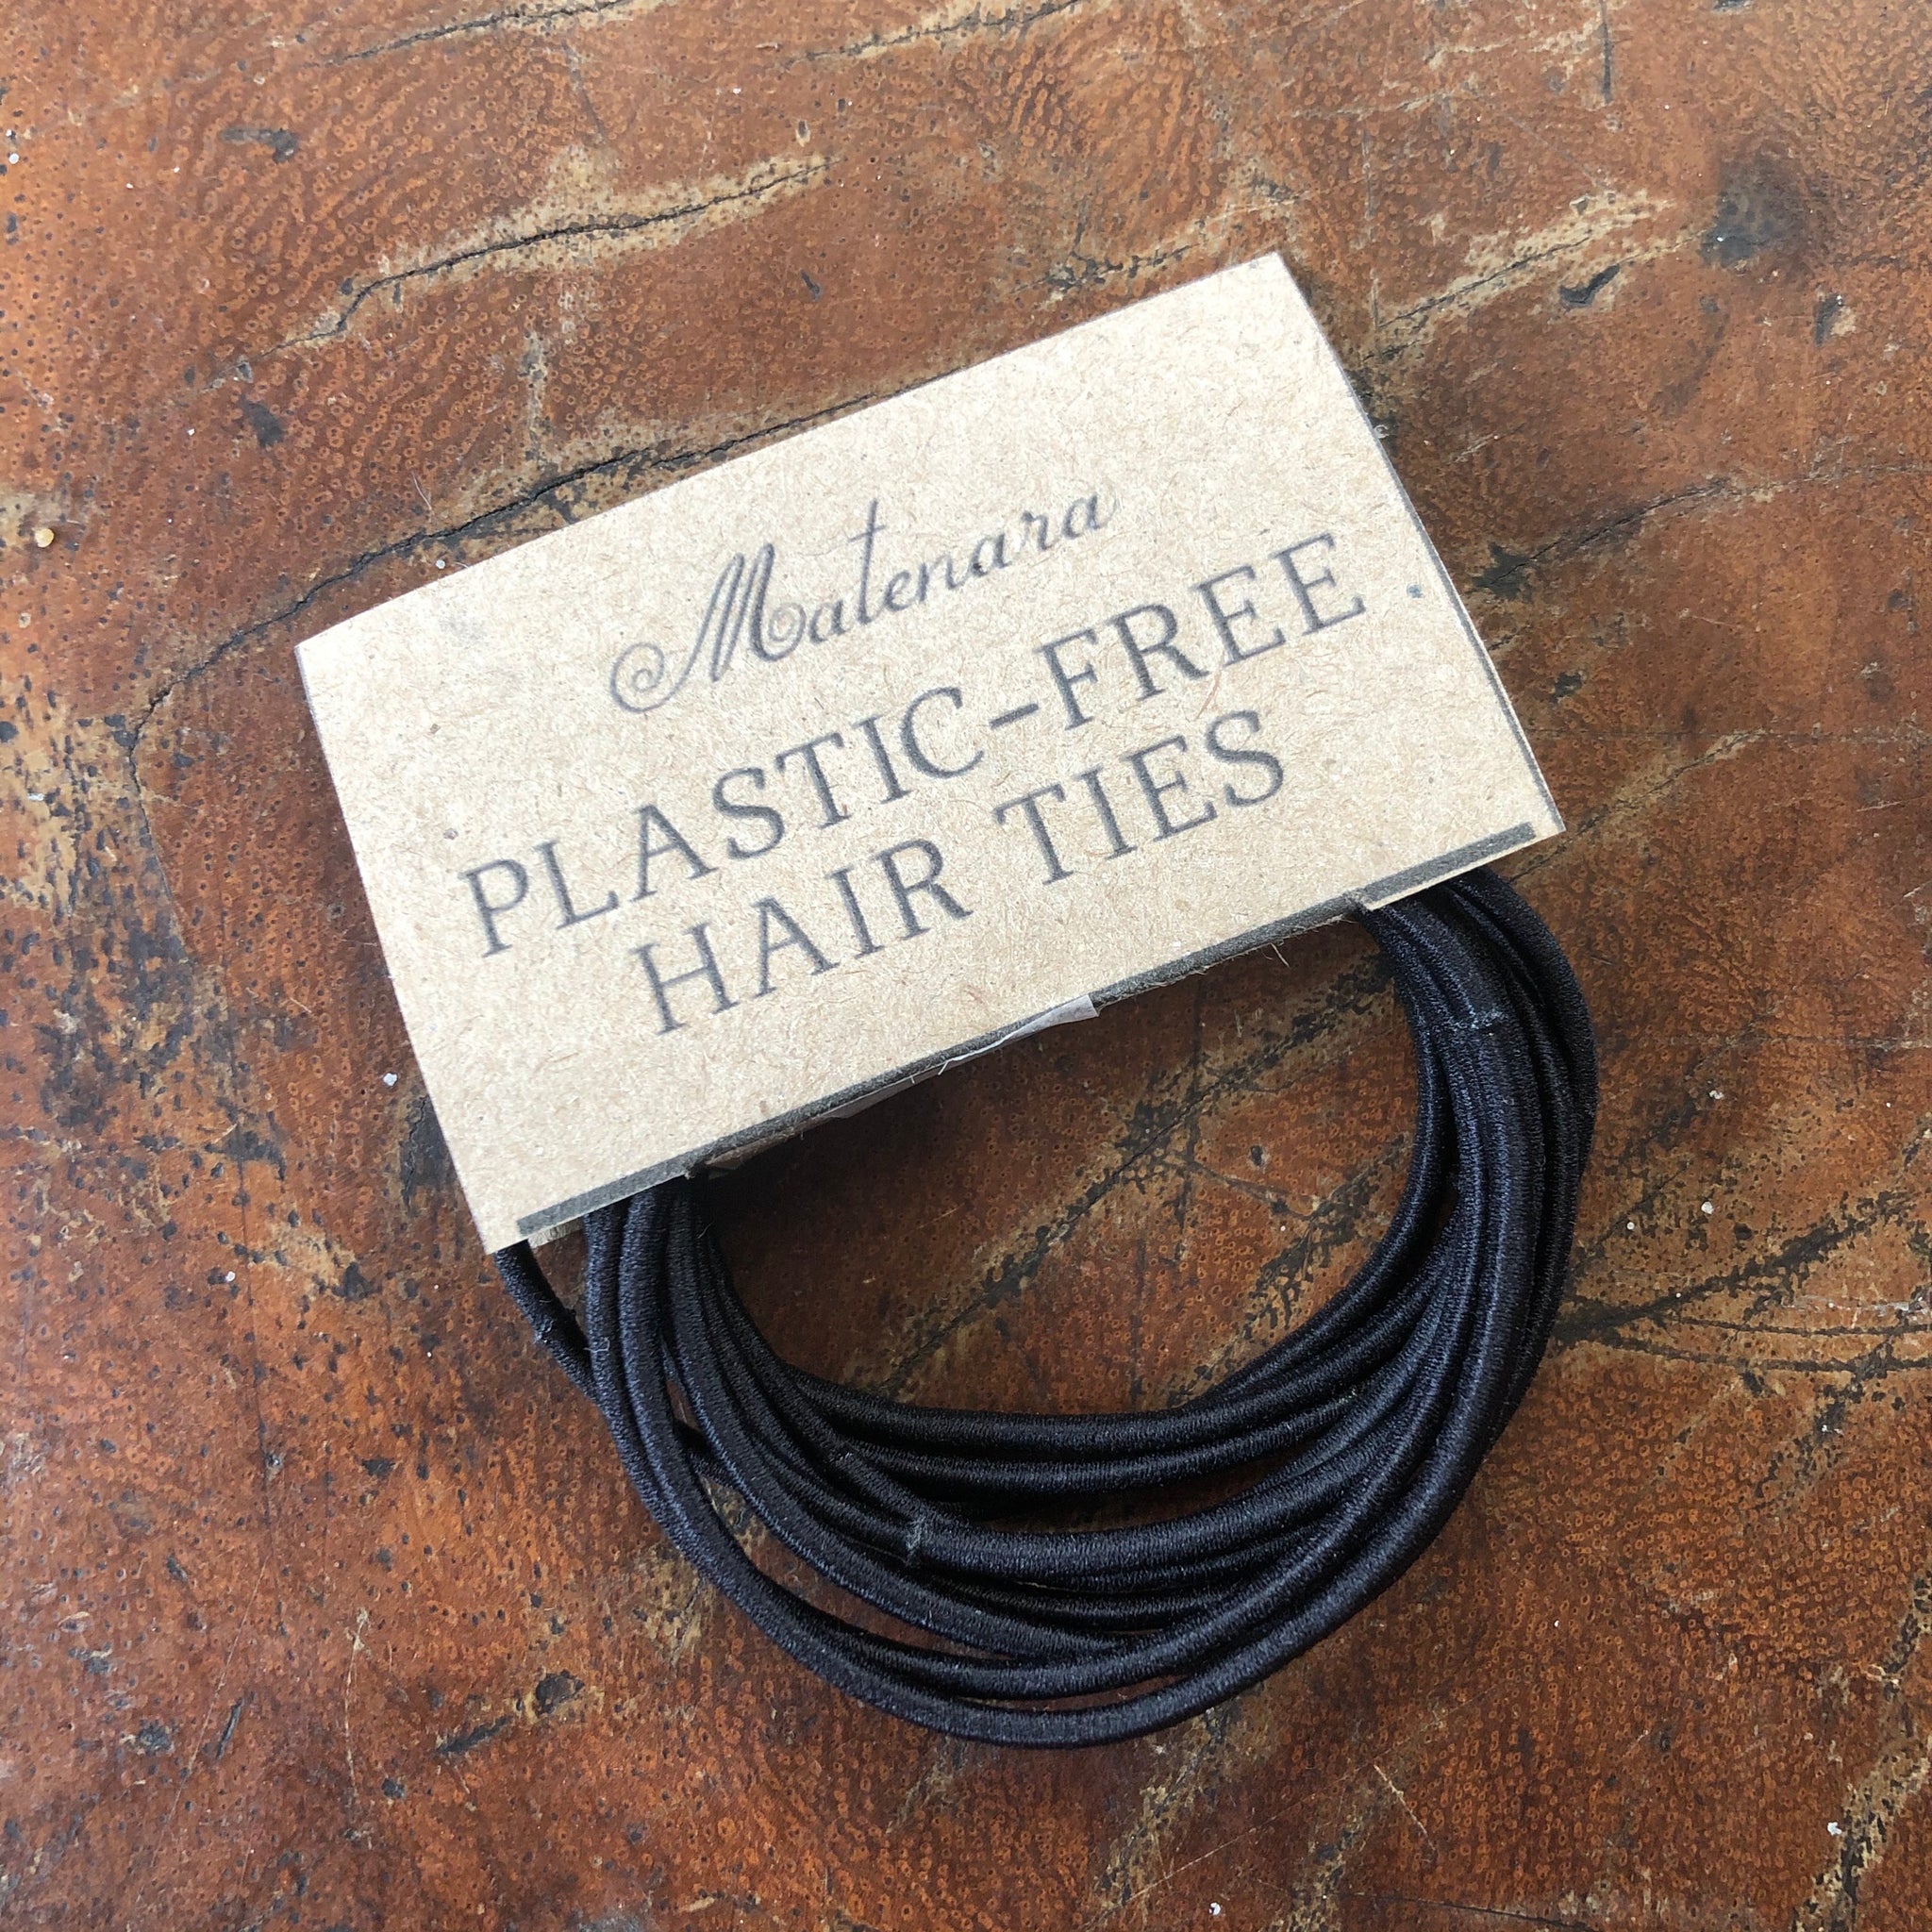 Matenara
PLASTIC-FREE
HAIR TIES